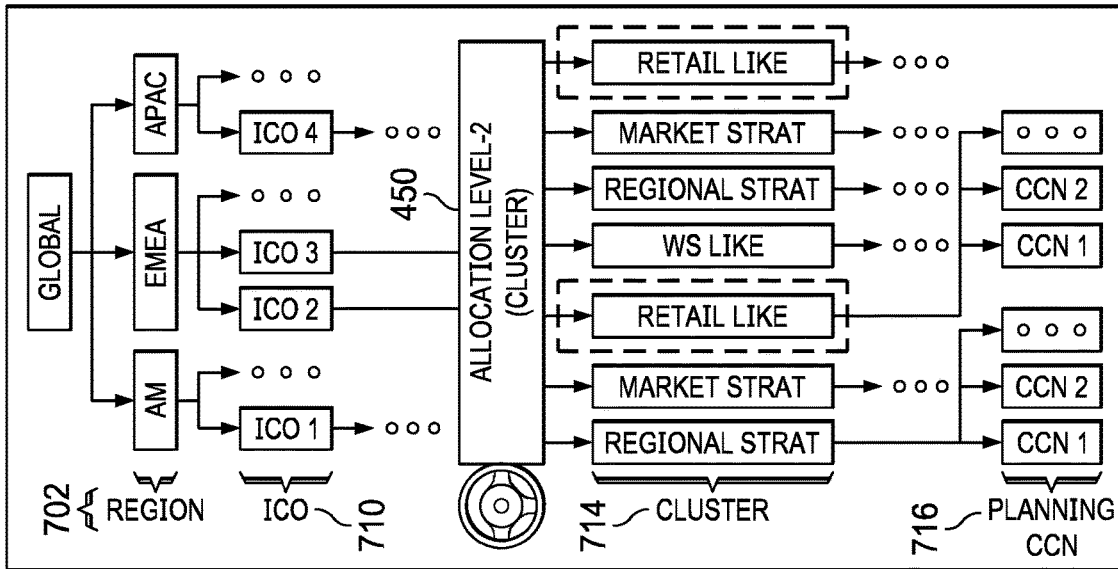 GLOBAL
APAC
EMEA
AM
ICO 4
ICO 3
ICO 2
ICO 1
450
ALLOCATION LEVEL-2
(CLUSTER)
RETAIL LIKE
MARKET STRAT
REGIONAL STRAT
WS LIKE
RETAIL LIKE
MARKET STRAT
REGIONAL STRAT
CCN 2
CCN 1
CCN 2
CCN 1
702
REGION
ICO
710
714
CLUSTER
716
PLANNING
CCN